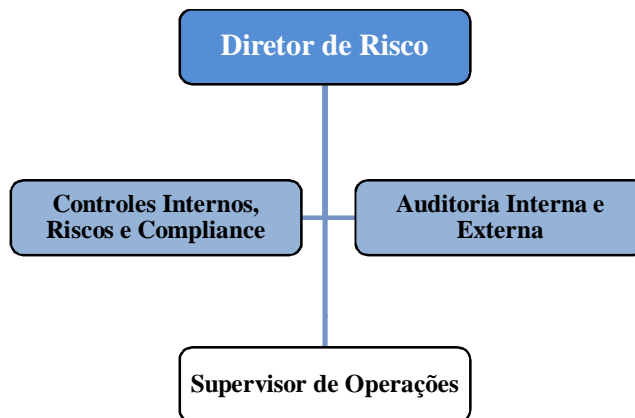 Diretor de Risco
Controles Internos,
Riscos e Compliance
Auditoria Interna e
Externa
Supervisor de Operações